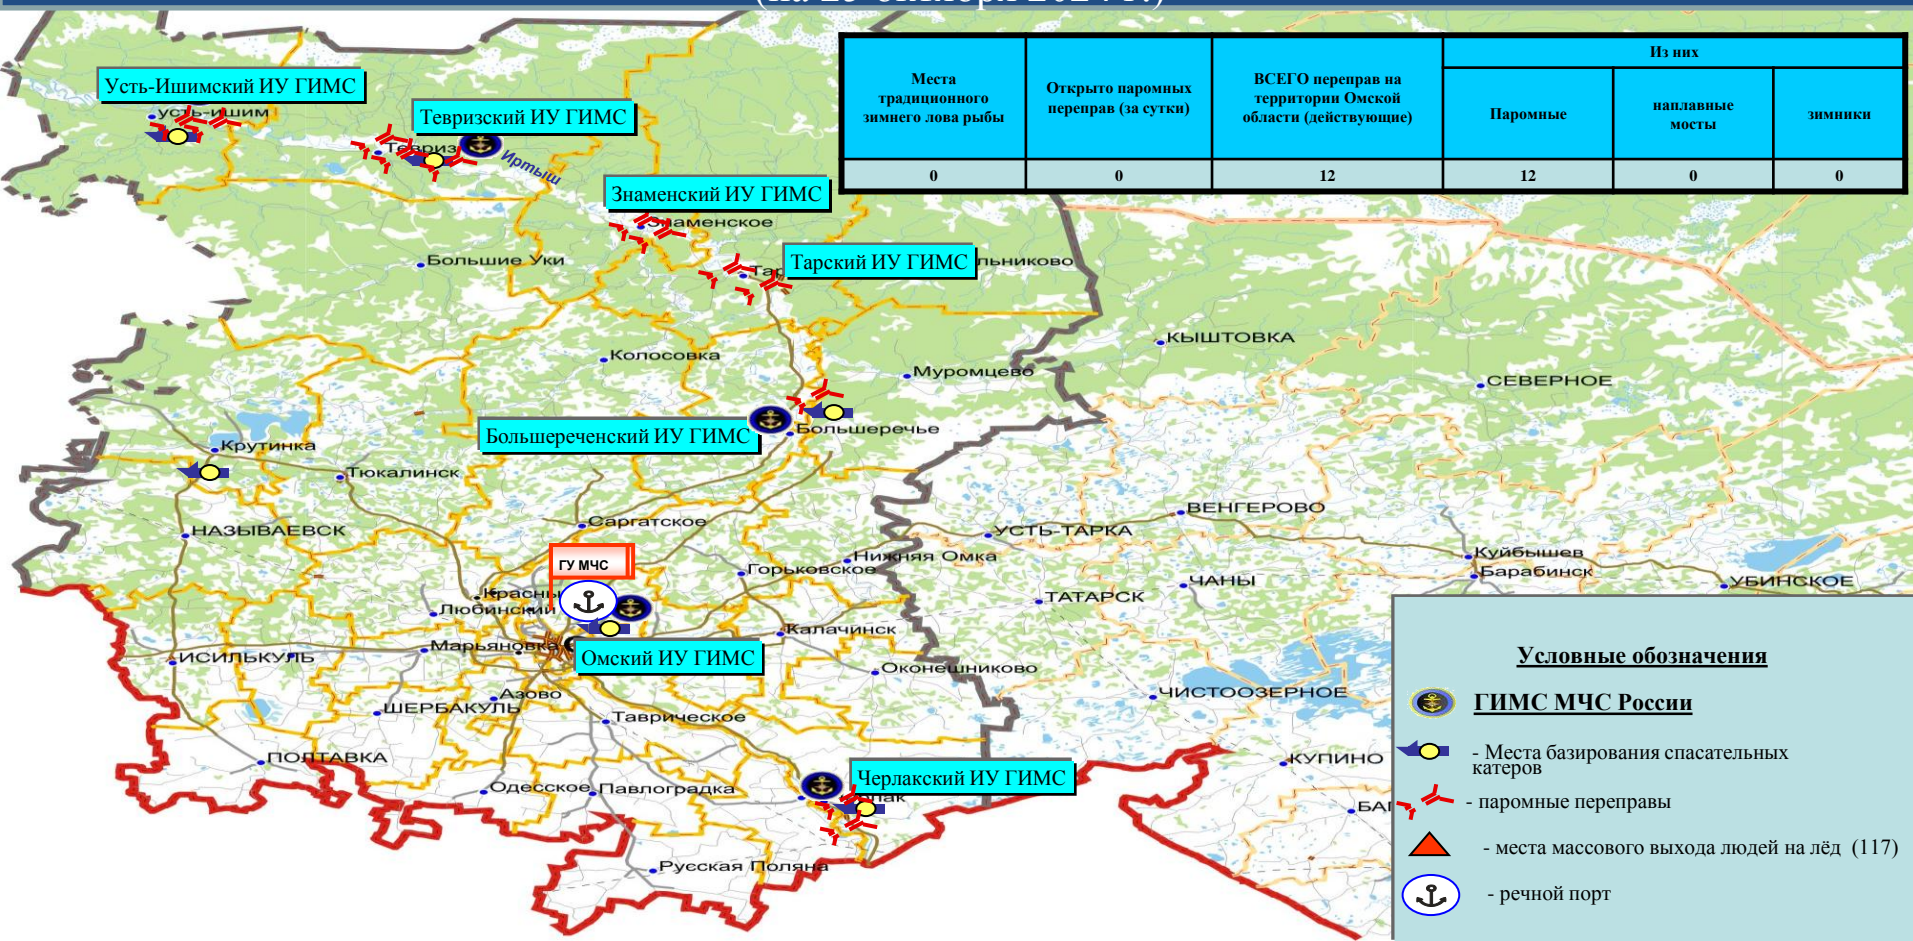 Из них
Места
традиционного
зимнего лова рыбы
Открыто паромных
переправ (за сутки)
ВСЕГО переправ на
территории Омской
области (действующие)
Паромные
наплавные
мосты
зимники
0
0
12
12
0
0
Усть-Ишимский ИУ ГИМС
усть-ишим
Тевризский ИУ ГИМС
Иртыш
Знаменский ИУ ГИМС
Знаменское
Большие Уки
Тарский ИУ ГИМС
Колосовка
Муромцево
КЫШТОВКА
СЕВЕРНОЕ
Большереченский ИУ ГИМС
Большеречье
Крутинка
Тюкалинск
НАЗЫВАЕВСК
Саргатское
УСТЬ-ТАРКА
ВЕНГЕРОВО
Нижняя Омка
Куйбышев
Барабинск
УБИНСКОЕ
ГУ МЧС
Горьковское
ЧАНЫ
ТАТАРСК
Любинский
Марьяновка
Калачинск
ИСИЛЬКУЛЬ
Омский ИУ ГИМС
Оконешниково
Азово
ШЕРБАКУЛЬ
Таврическое
ЧИСТООЗЕРНОЕ
ПОЛТАВКА
КУПИНО
Одесское
Павлоградка
Черлакский ИУ ГИМС
Русская Поляна
Условные обозначения
ГИМС МЧС России
- Места базирования спасательных
катеров
- паромные переправы
- места массового выхода людей на лёд (117)
- речной порт